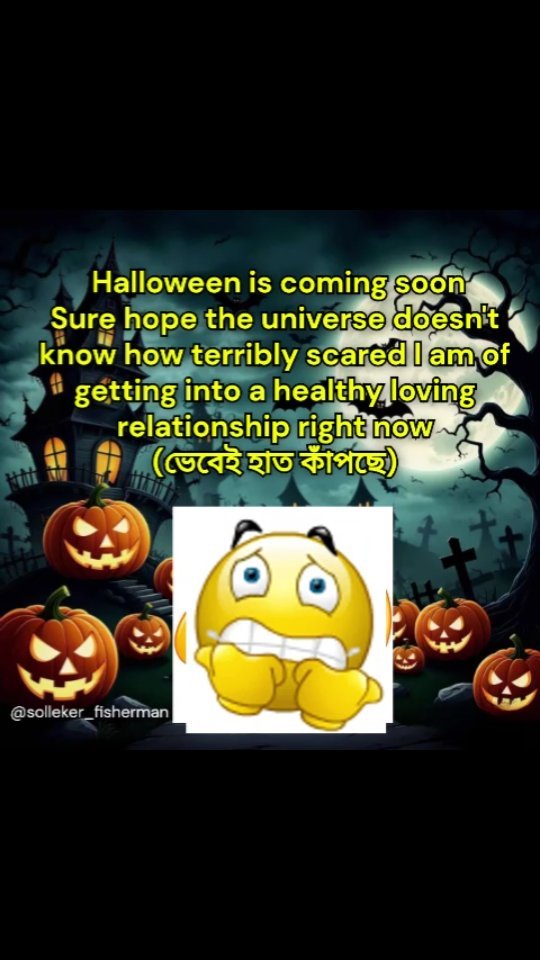 Halloween is coming soon
Sure hope the universe doesn't
know how terribly scared I am of
getting into a healthy loving
relationship right now
(ভেবেই হাত কাঁপছে)
@solleker_fisherman